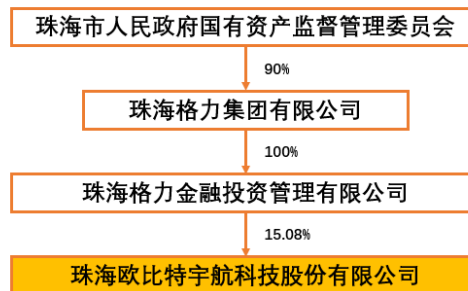 珠海市人民政府国有资产监督管理委员会
90%
珠海格力集团有限公司
100%
珠海格力金融投资管理有限公司
15.08%
珠海欧比特宇航科技股份有限公司